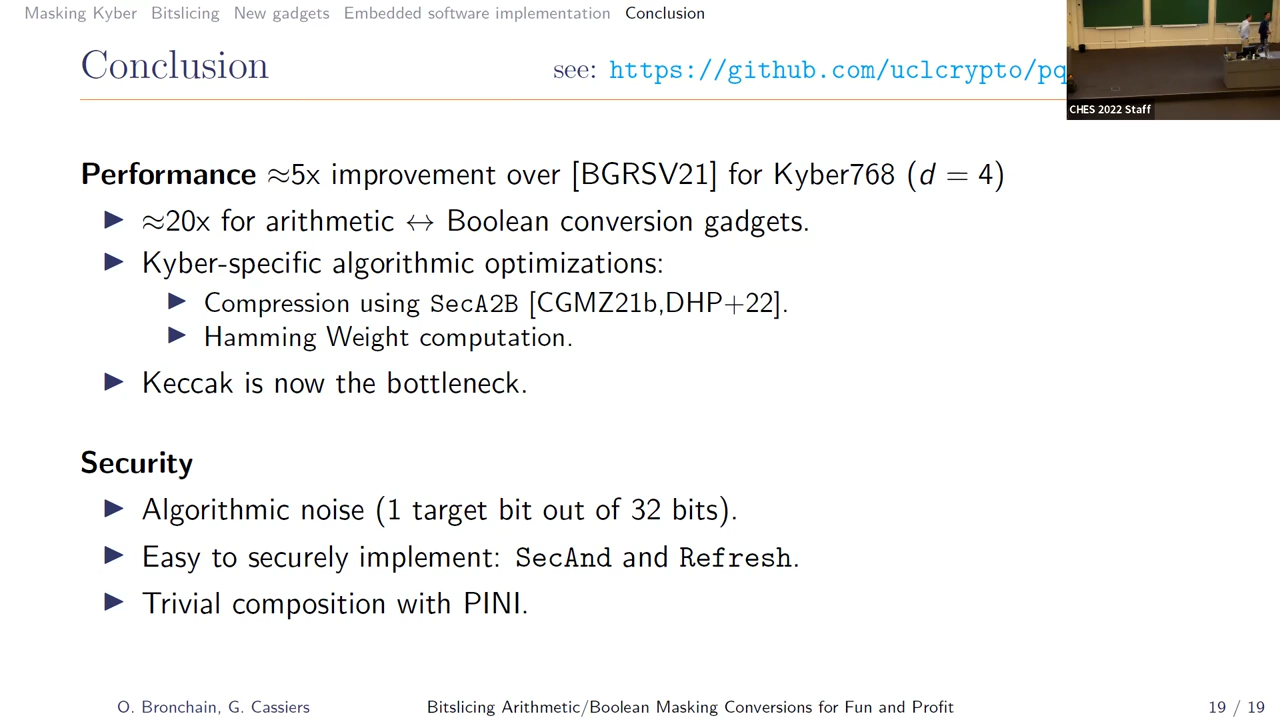 Masking Kyber Bitslicing New gadgets Embedded software implementation Conclusion
Conclusion
see: https://github.com/uclcrypto/pq
CHES 2022 Staff
Performance ≈5x improvement over [BGRSV21] for Kyber768 (d = 4)
▶ ≈20x for arithmetic ↔ Boolean conversion gadgets.
▶ Kyber-specific algorithmic optimizations:
▶ Compression using SecA2B [CGMZ21b,DHP+22].
▶ Hamming Weight computation.
▶ Keccak is now the bottleneck.
Security
▶ Algorithmic noise (1 target bit out of 32 bits).
▶ Easy to securely implement: SecAnd and Refresh.
▶ Trivial composition with PINI.
O. Bronchain, G. Cassiers Bitslicing Arithmetic/Boolean Masking Conversions for Fun and Profit 19 / 19